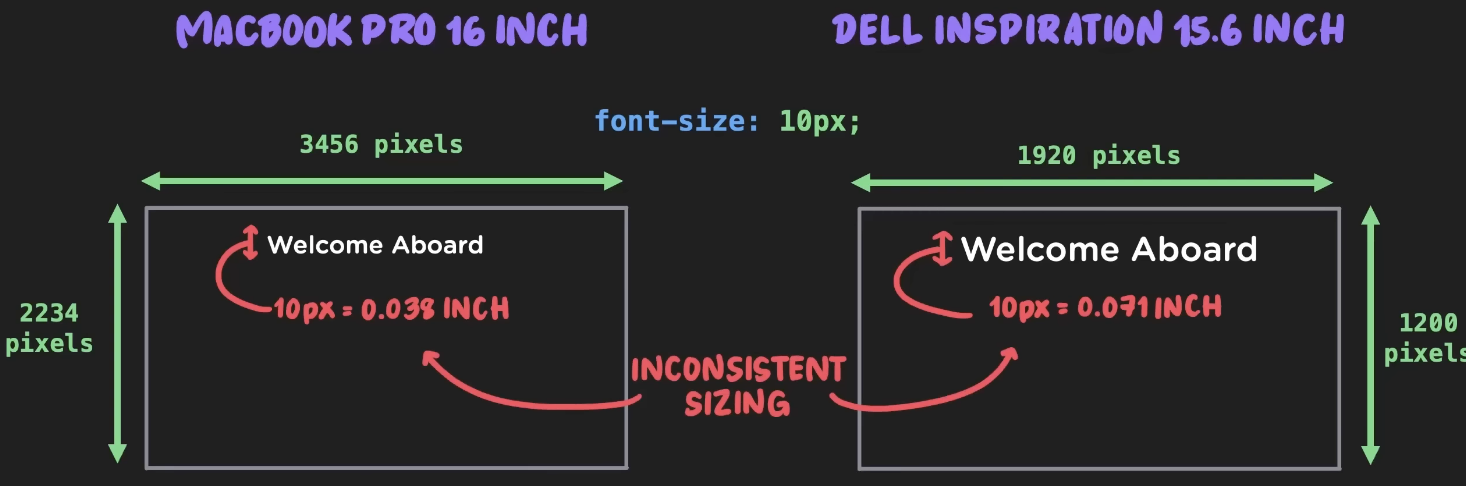 MACBOOK PRO 16 INCH
DELL INSPIRATION 15.6 INCH
font-size: 10px;
3456 pixels
1920 pixels
Welcome Aboard
Welcome Aboard
10px = 0.038 INCH
10px = 0.071 INCH
2234
pixels
1200
pixels
INCONSISTENT
SIZING